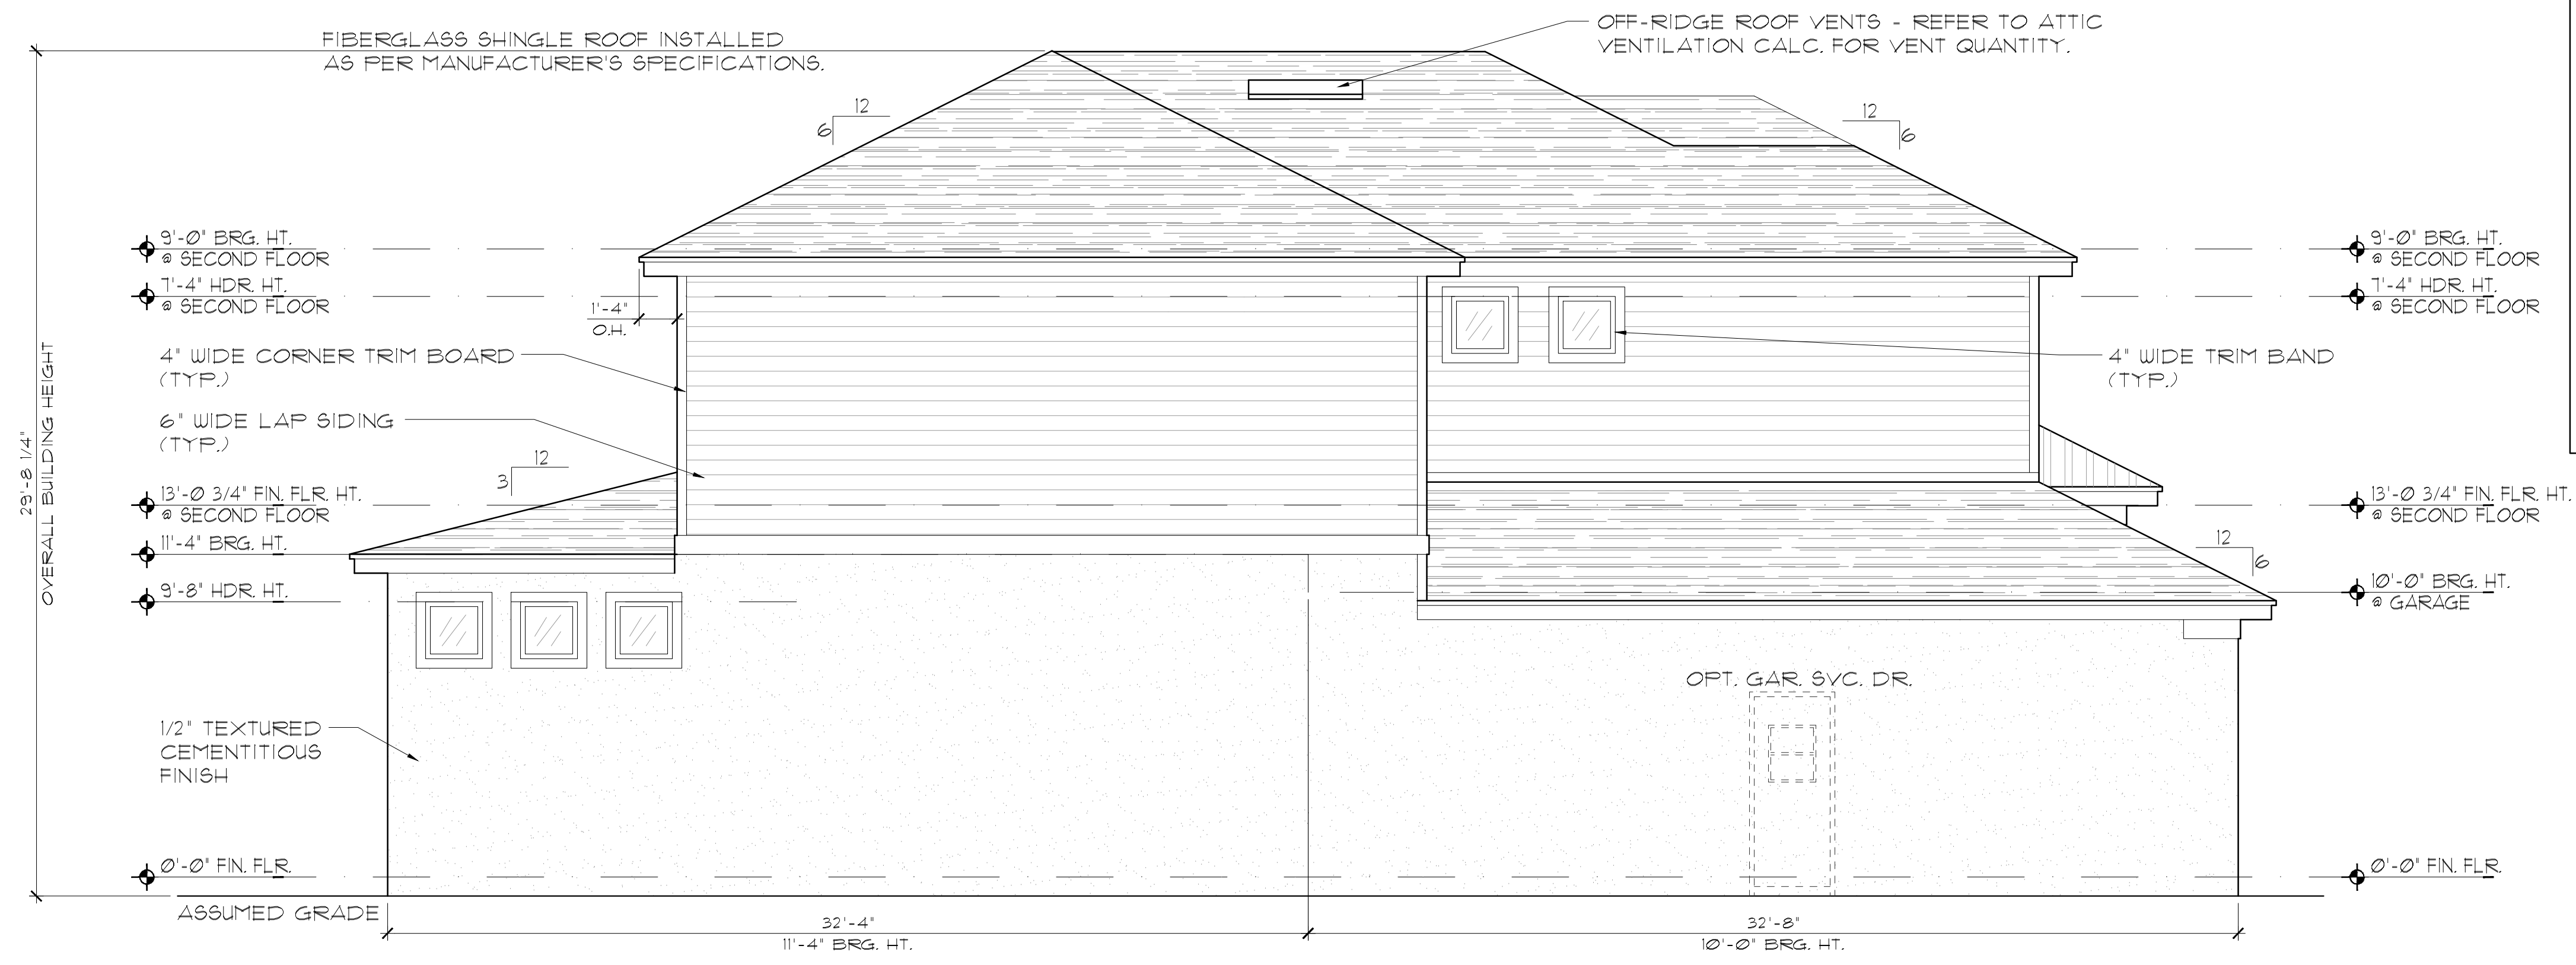 FIBERGLASS SHINGLE ROOF INSTALLED
AS PER MANUFACTURER'S SPECIFICATIONS.
OFF-RIDGE ROOF VENTS - REFER TO ATTIC
VENTILATION CALC. FOR VENT QUANTITY.
12
6
12
6
9'-0" BRG. HT.
@ SECOND FLOOR
7'-4" HDR. HT.
@ SECOND FLOOR
1'-4"
O.H.
4" WIDE CORNER TRIM BOARD
(TYP.)
6" WIDE LAP SIDING
(TYP.)
12
3
13'-0 3/4" FIN. FLR. HT.
@ SECOND FLOOR
11'-4" BRG. HT.
9'-8" HDR. HT.
1/2" TEXTURED
CEMENTITIOUS
FINISH
0'-0" FIN. FLR.
ASSUMED GRADE
29'-8 1/4"
OVERALL BUILDING HEIGHT
9'-0" BRG. HT.
@ SECOND FLOOR
7'-4" HDR. HT.
@ SECOND FLOOR
4" WIDE TRIM BAND
(TYP.)
13'-0 3/4" FIN. FLR. HT.
@ SECOND FLOOR
12
6
10'-0" BRG. HT.
@ GARAGE
OPT. GAR. SVC. DR.
0'-0" FIN. FLR.
32'-4"
11'-4" BRG. HT.
32'-8"
10'-0" BRG. HT.